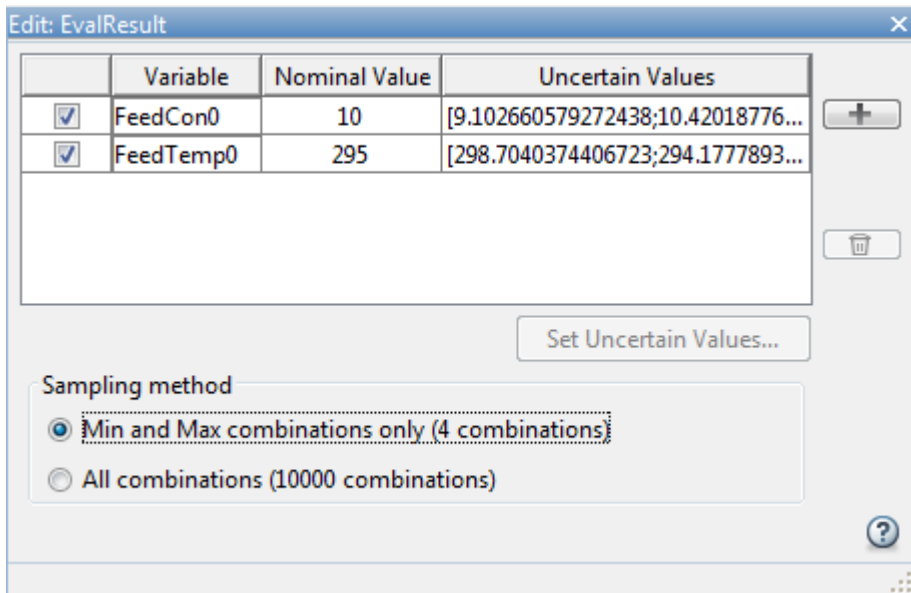 Edit: EvalResult
Variable Nominal Value Uncertain Values
FeedCon0 10 [9.102660579272438;10.42018776...
FeedTemp0 295 [298.7040374406723;294.1777893...
Set Uncertain Values...
Sampling method
Min and Max combinations only (4 combinations)
All combinations (10000 combinations)